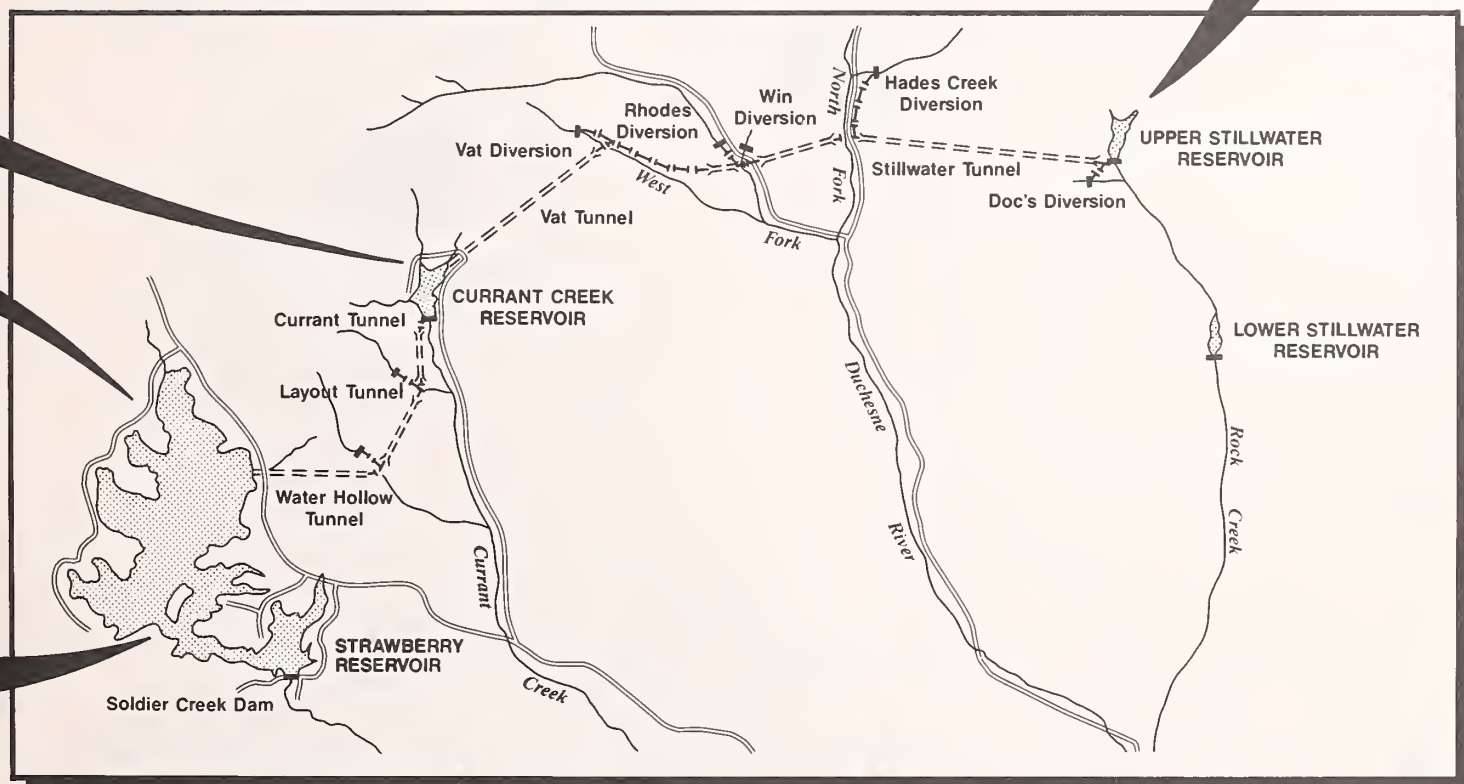 North
Fork
Hades Creek
Diversion
Win
Diversion
Rhodes
Diversion
Vat Diversion
West
Fork
Vat Tunnel
Stillwater Tunnel
UPPER STILLWATER
RESERVOIR
Doc's Diversion
CURRANT CREEK
RESERVOIR
Currant Tunnel
Layout Tunnel
LOWER STILLWATER
RESERVOIR
Duchesne
River
Rock
Creek
Water Hollow
Tunnel
Currant
Creek
STRAWBERRY
RESERVOIR
Soldier Creek Dam